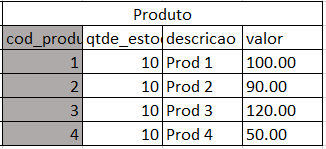 Produto
cod_produ qtde_estoc descricao valor
1 10 Prod 1 100.00
2 10 Prod 2 90.00
3 10 Prod 3 120.00
4 10 Prod 4 50.00